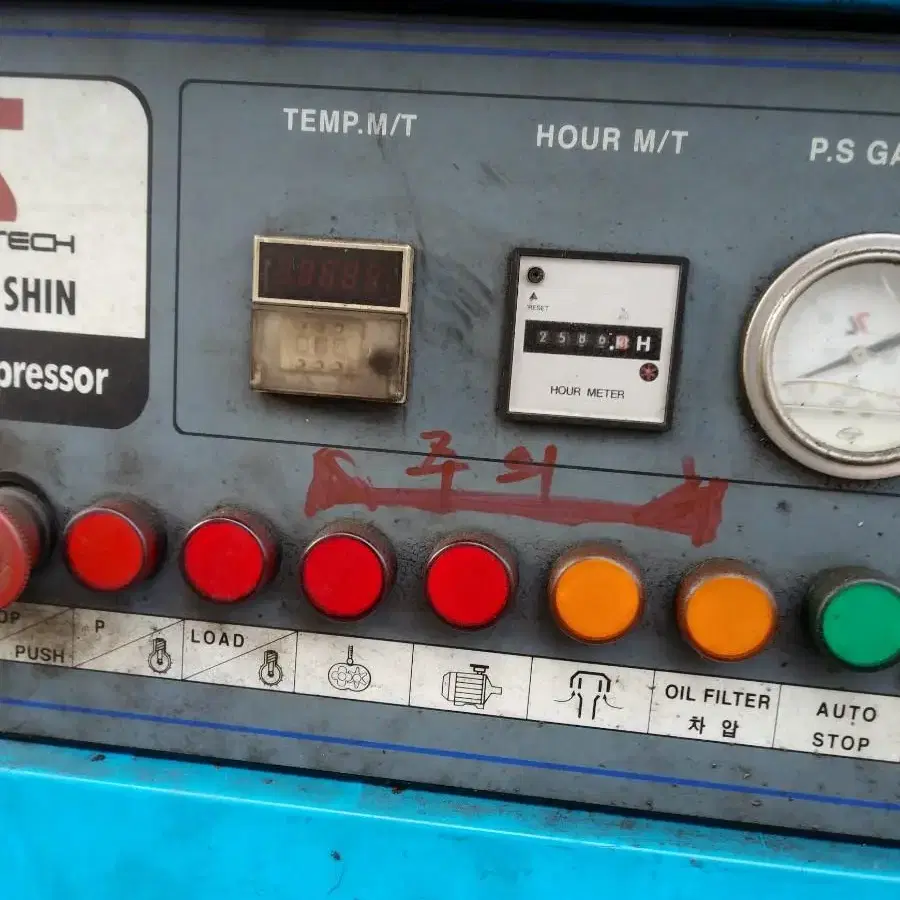 TEMP.M/T
HOUR M/T
P.S GA
TECH
SHIN
pressor
RESET
H
HOUR METER
주의
OP
PUSH
P
LOAD
OIL FILTER
차압
AUTO
STOP